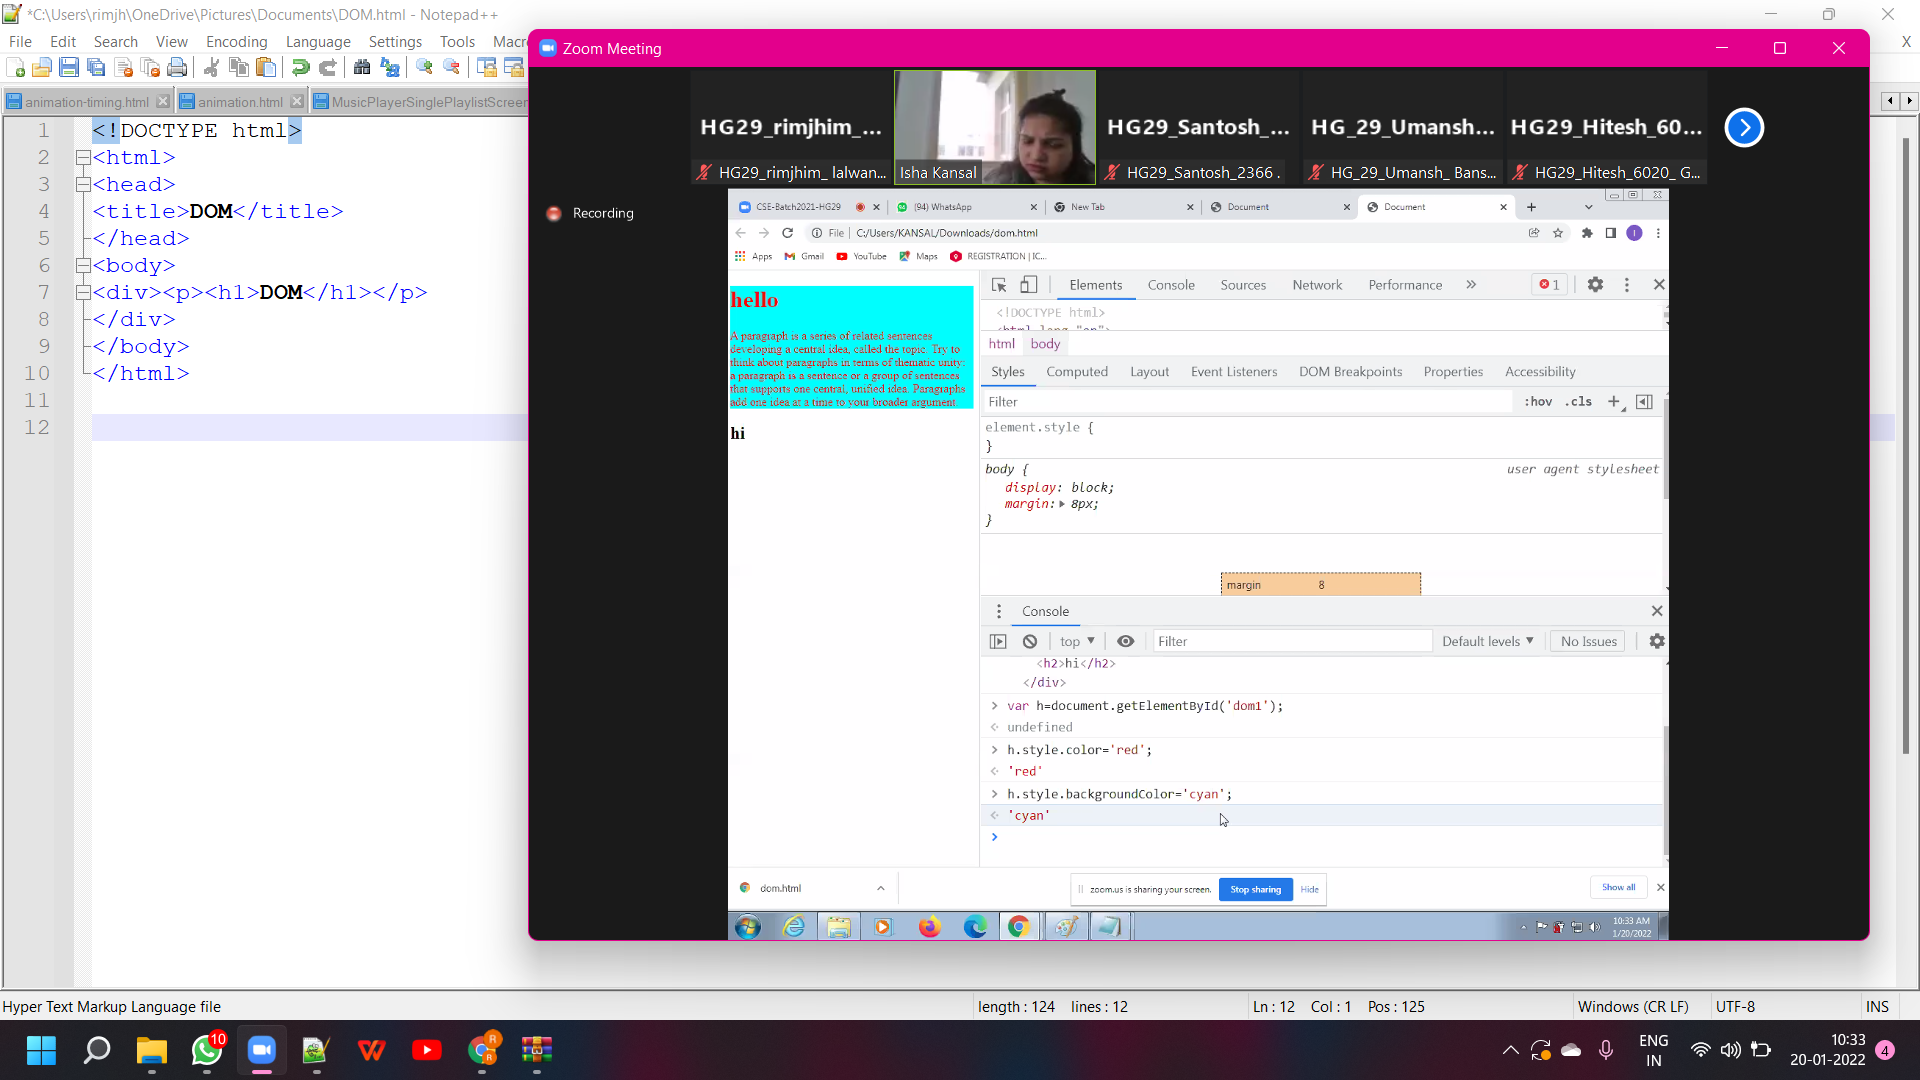 *C:\Users\rimjh\OneDrive\Pictures\Documents\DOM.html - Notepad++
File Edit Search View Encoding Language Settings Tools Macr
X
animation-timing.html animation.html MusicPlayerSinglePlaylistScreer
1 <!DOCTYPE html>
2 <html>
3 <head>
4 <title>DOM</title>
5 </head>
6 <body>
7 <div><p><h1>DOM</h1></p>
8 </div>
9 </body>
10 </html>
11
12
Zoom Meeting
HG29_rimjhim_... HG29_Santosh_... HG_29_Umansh... HG29_Hitesh_60...
HG29_rimjhim_ lalwan... Isha Kansal HG29_Santosh_2366 . HG_29_Umansh_ Bans... HG29_Hitesh_6020_ G...
Recording
CSE-Batch2021-HG29 (94) WhatsApp New Tab Document Document
File C:/Users/KANSAL/Downloads/dom.html
Apps Gmail YouTube Maps REGISTRATION | IC...
hello
A paragraph is a series of related sentences
developing a central idea, called the topic. Try to
think about paragraphs in terms of thematic unity:
a paragraph is a sentence or a group of sentences
that supports one central, unified idea. Paragraphs
add one idea at a time to your broader argument
hi
Elements Console Sources Network Performance » 1
<!DOCTYPE html>
<html lang="en">
html body
Styles Computed Layout Event Listeners DOM Breakpoints Properties Accessibility
Filter :hov .cls +
element.style {
}
body { user agent stylesheet
display: block;
margin: 8px;
}
margin 8
Console
top Filter Default levels No Issues
<h2>hi</h2>
</div>
> var h=document.getElementById('dom1');
undefined
> h.style.color='red';
'red'
> h.style.backgroundColor='cyan';
'cyan'
>
dom.html zoom.us is sharing your screen. Stop sharing Hide Show all
10:33 AM
1/20/2022
Hyper Text Markup Language file length : 124 lines : 12 Ln : 12 Col : 1 Pos : 125 Windows (CR LF) UTF-8 INS
10 R R
ENG
IN
10:33
20-01-2022
4